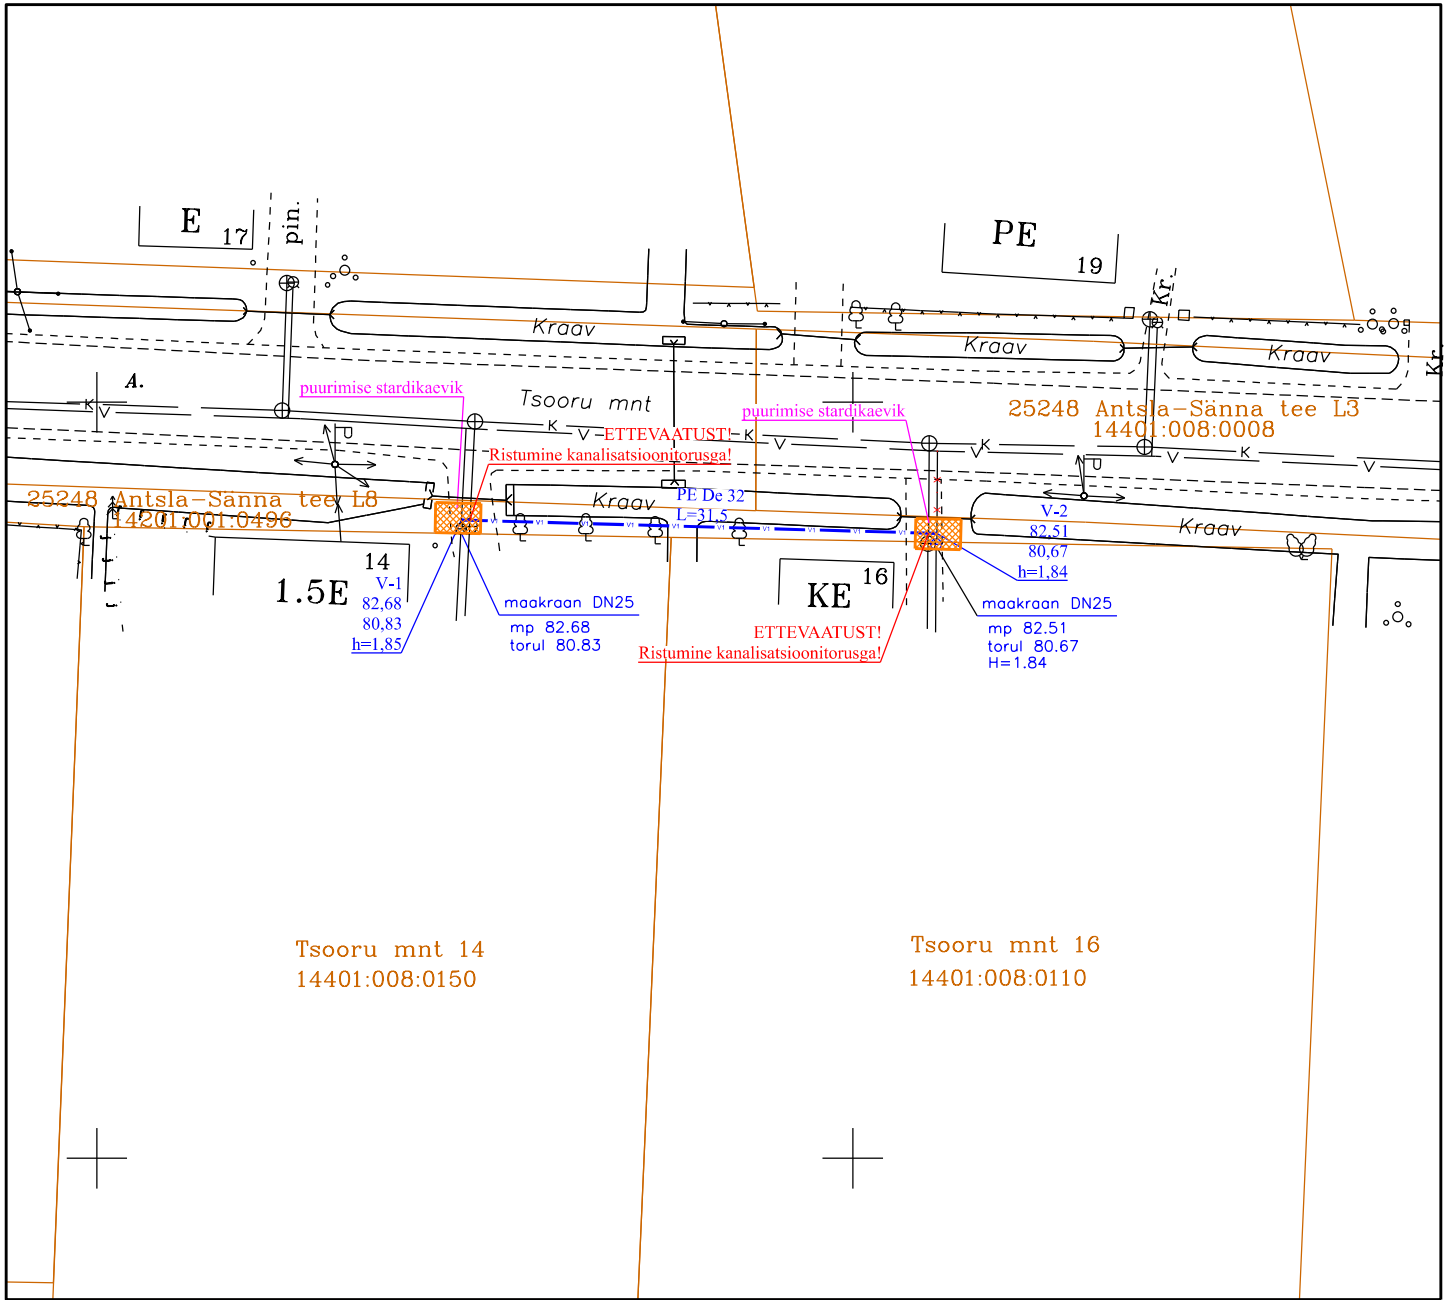 E
17
pin.
PE
19
Kr.
Kraav
Kraav
Kraav
Kr.
A.
puurimise stardikaevik
Tsooru mnt
puurimise stardikaevik
25248 Antsla-Sänna tee L3
14401:008:0008
K
V
K
V
K
V
K
V
K
V
ETTEVAATUST!
Ristumine kanalisatsioonitorusga!
25248 Antsla-Sänna tee L8
14201:001:0496
Kraav
PE De 32
L=31,5
V-2
82,51
80,67
h=1,84
Kraav
14
1.5E
V-1
82,68
80,83
h=1,85
maakraan DN25
mp 82.68
torul 80.83
16
KE
maakraan DN25
mp 82.51
torul 80.67
H=1.84
ETTEVAATUST!
Ristumine kanalisatsioonitorusga!
Tsooru mnt 14
14401:008:0150
Tsooru mnt 16
14401:008:0110